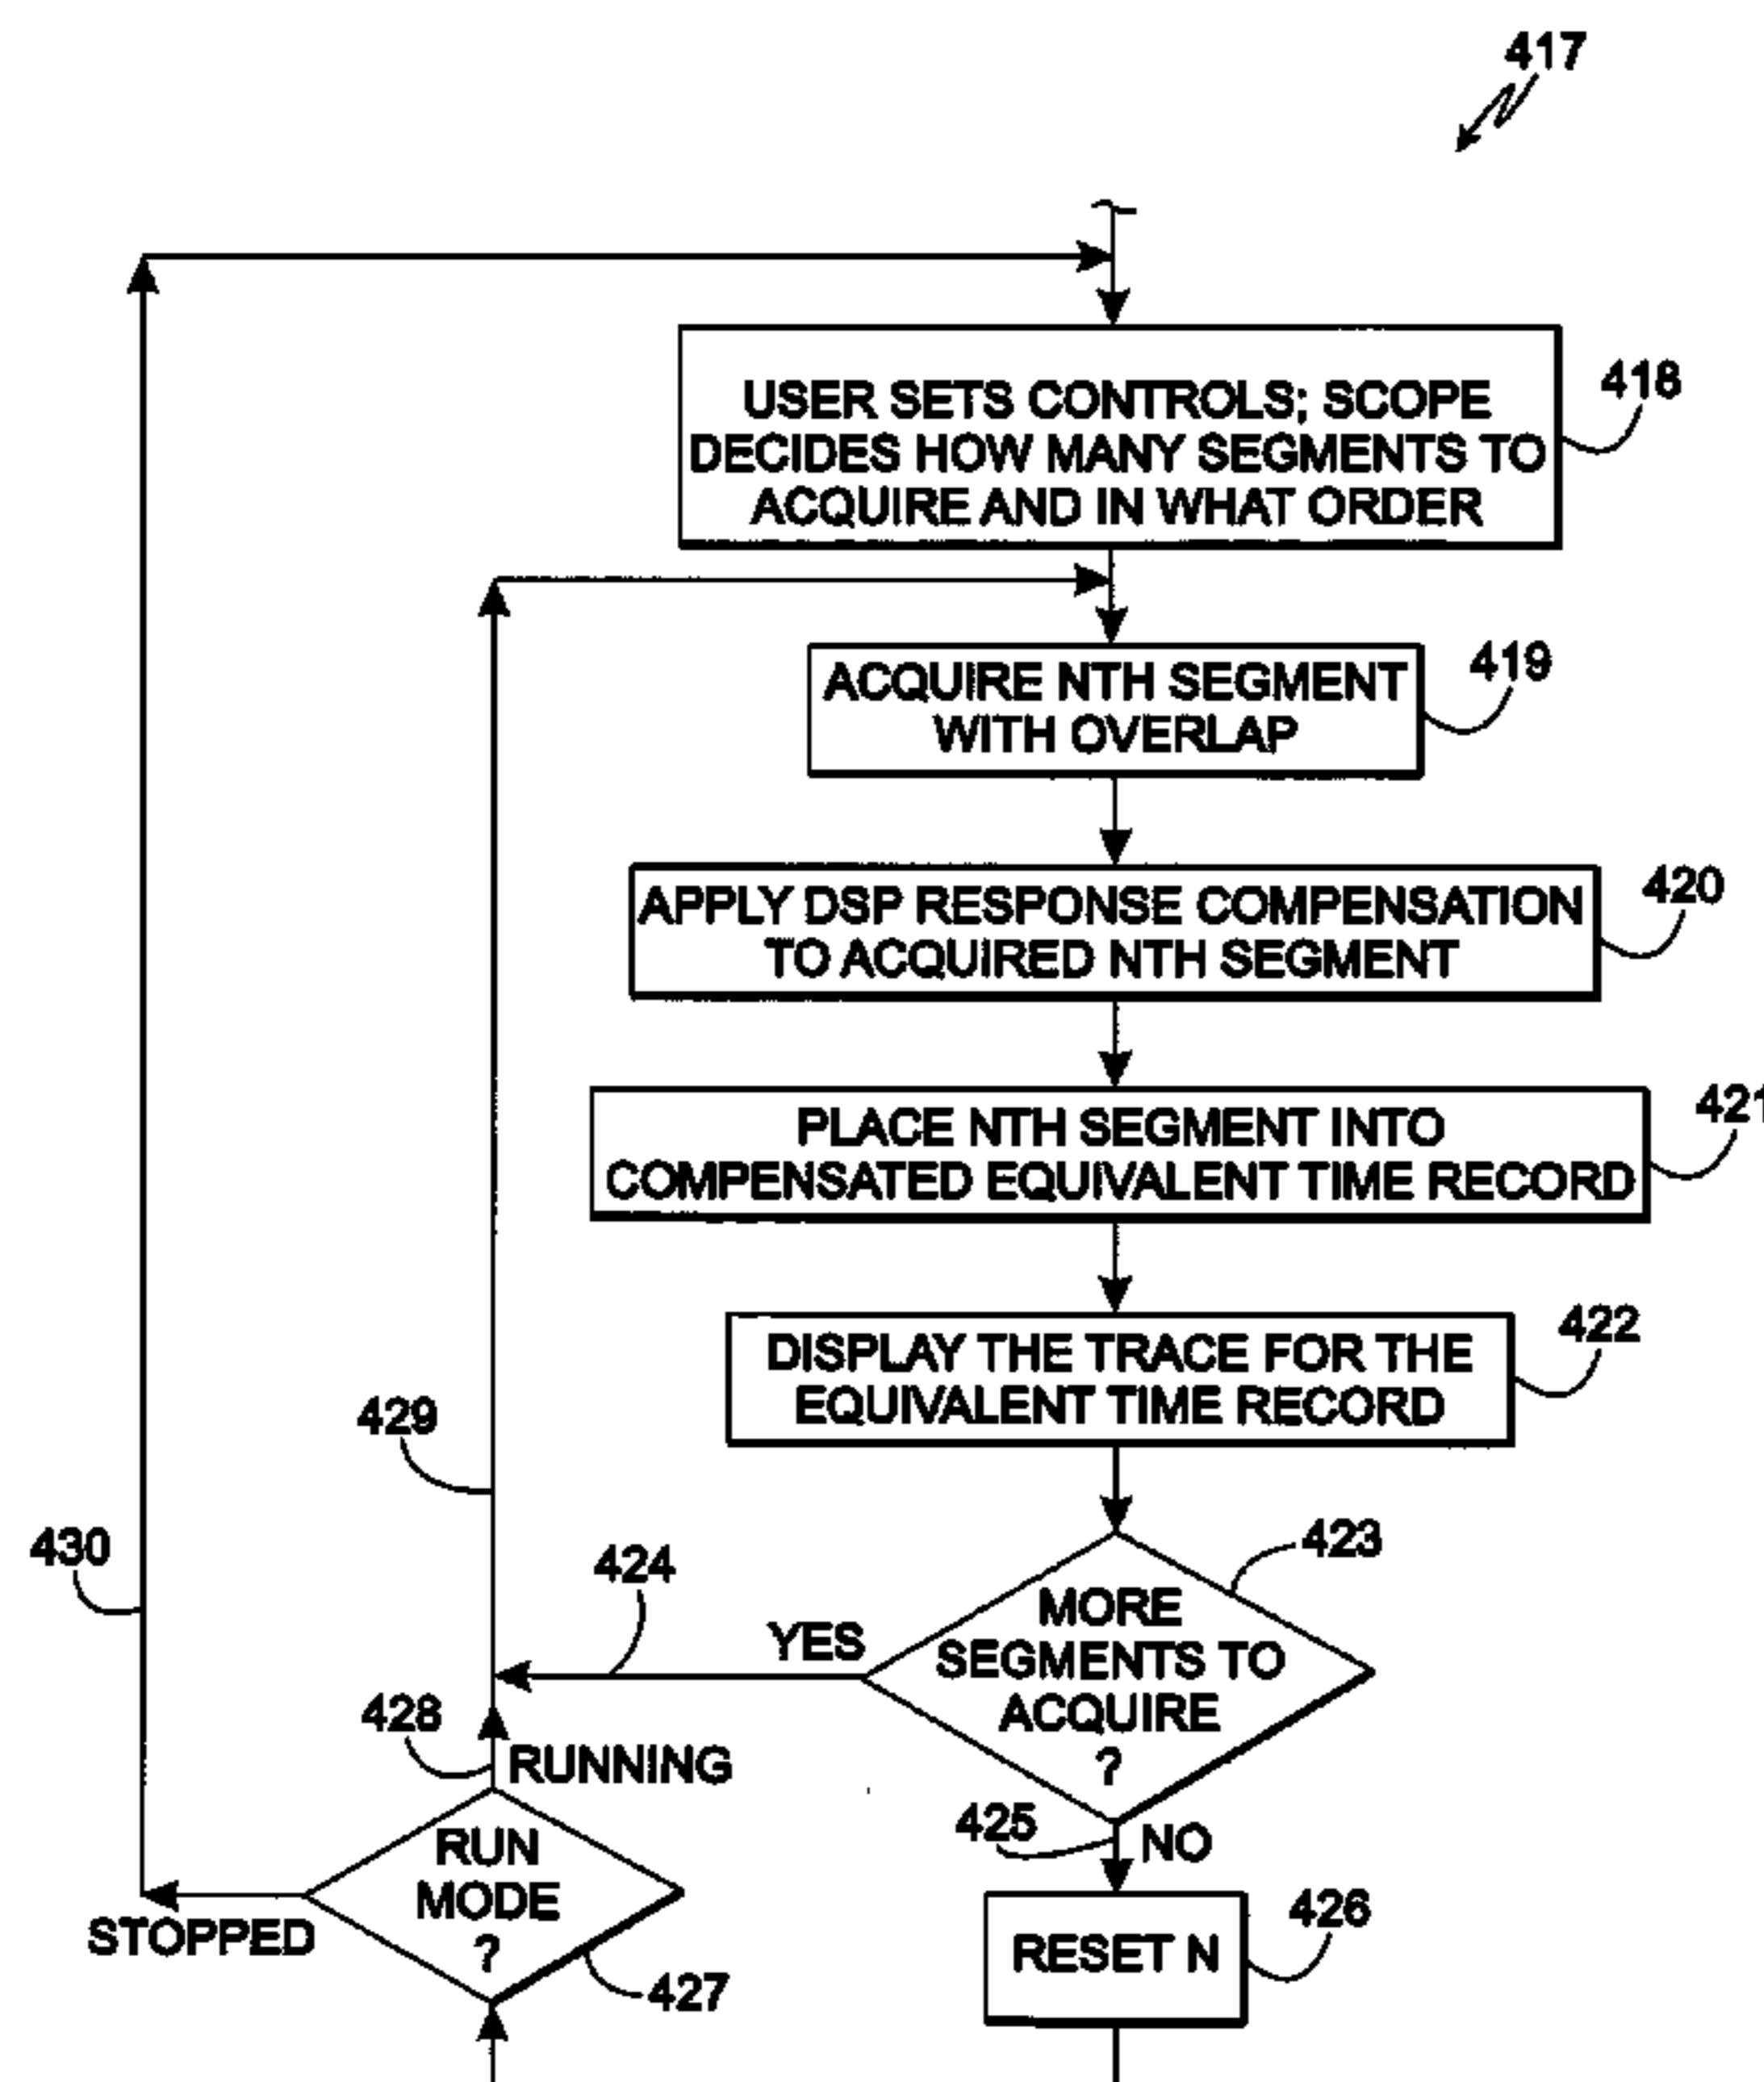 417
USER SETS CONTROLS; SCOPE
DECIDES HOW MANY SEGMENTS TO
ACQUIRE AND IN WHAT ORDER
418
ACQUIRE NTH SEGMENT
WITH OVERLAP
419
APPLY DSP RESPONSE COMPENSATION
TO ACQUIRED NTH SEGMENT
420
PLACE NTH SEGMENT INTO
COMPENSATED EQUIVALENT TIME RECORD
421
DISPLAY THE TRACE FOR THE
EQUIVALENT TIME RECORD
422
429
430
424
423
YES
MORE
SEGMENTS TO
ACQUIRE
?
428
RUNNING
425
NO
RUN
MODE
?
STOPPED
427
RESET N
426